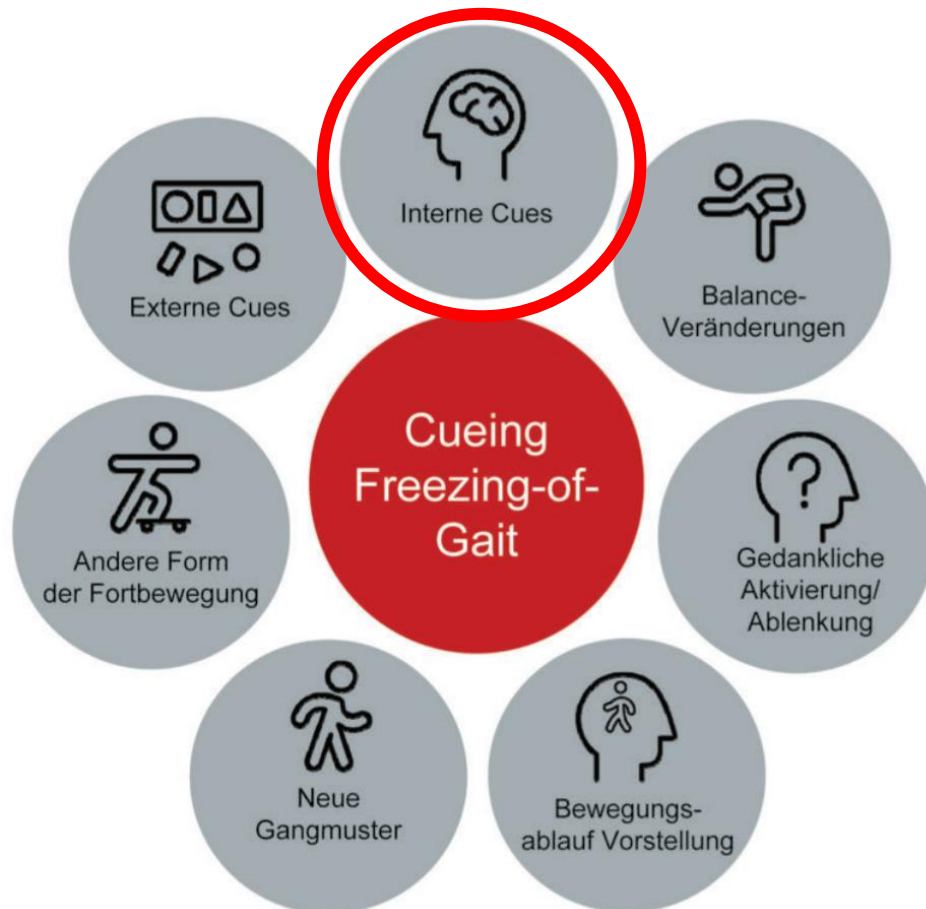 Interne Cues
Externe Cues
Balance-
Veränderungen
Cueing
Freezing-of-
Gait
Andere Form
der Fortbewegung
Gedankliche
Aktivierung/
Ablenkung
Neue
Gangmuster
Bewegungs-
ablauf Vorstellung